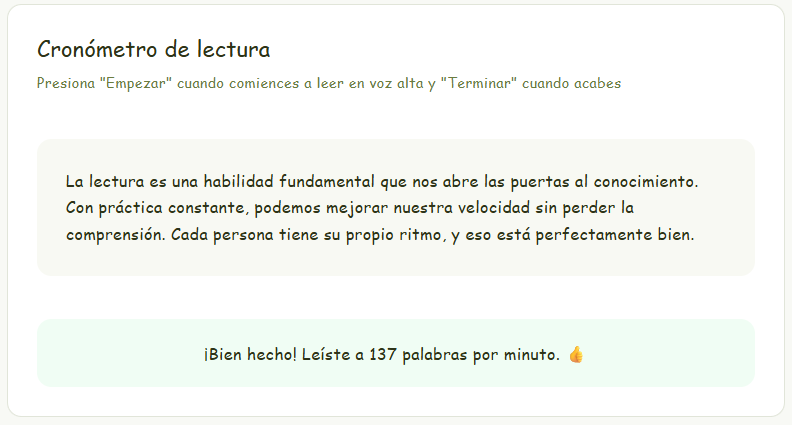 Cronómetro de lectura
Presiona "Empezar" cuando comiences a leer en voz alta y "Terminar" cuando acabes
La lectura es una habilidad fundamental que nos abre las puertas al conocimiento.
Con práctica constante, podemos mejorar nuestra velocidad sin perder la
comprensión. Cada persona tiene su propio ritmo, y eso está perfectamente bien.
¡Bien hecho! Leíste a 137 palabras por minuto. 👍